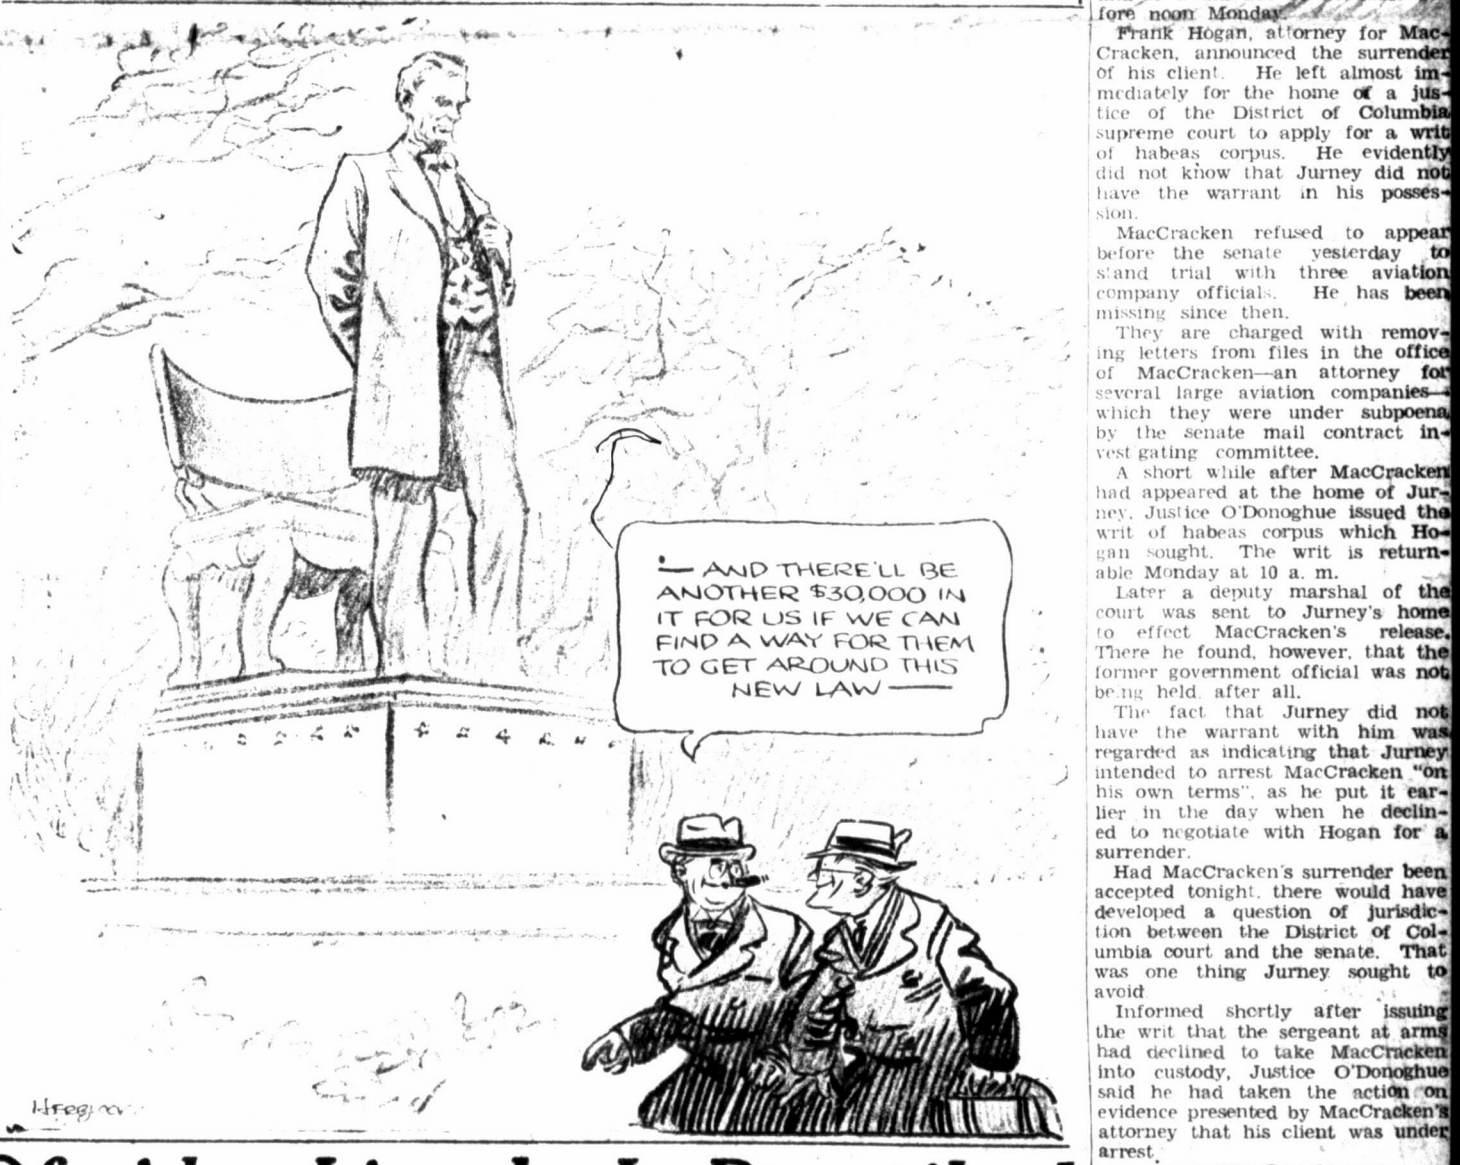 — AND THERE'LL BE
ANOTHER $30,000 IN
IT FOR US IF WE CAN
FIND A WAY FOR THEM
TO GET AROUND THIS
NEW LAW —
HERBLOCK
fore noon Monday.
Frank Hogan, attorney for Mac-
Cracken, announced the surrender
of his client. He left almost im-
mediately for the home of a jus-
tice of the District of Columbia
supreme court to apply for a writ
of habeas corpus. He evidently
did not know that Jurney did not
have the warrant in his posses-
sion.
MacCracken refused to appear
before the senate yesterday to
stand trial with three aviation
company officials. He has been
missing since then.
They are charged with remov-
ing letters from files in the office
of MacCracken—an attorney for
several large aviation companies—
which they were under subpoena
by the senate mail contract in-
vest gating committee.
A short while after MacCracken
had appeared at the home of Jur-
ney, Justice O'Donoghue issued the
writ of habeas corpus which Ho-
gan sought. The writ is return-
able Monday at 10 a. m.
Later a deputy marshal of the
court was sent to Jurney's home
to effect MacCracken's release.
There he found, however, that the
former government official was not
being held after all.
The fact that Jurney did not
have the warrant with him was
regarded as indicating that Jurney
intended to arrest MacCracken "on
his own terms", as he put it ear-
lier in the day when he declin-
ed to negotiate with Hogan for a
surrender.
Had MacCracken's surrender been
accepted tonight, there would have
developed a question of jurisdic-
tion between the District of Col-
umbia court and the senate. That
was one thing Jurney sought to
avoid.
Informed shortly after issuing
the writ that the sergeant at arms
had declined to take MacCracken
into custody, Justice O'Donoghue
said he had taken the action on
evidence presented by MacCracken's
attorney that his client was under
arrest.